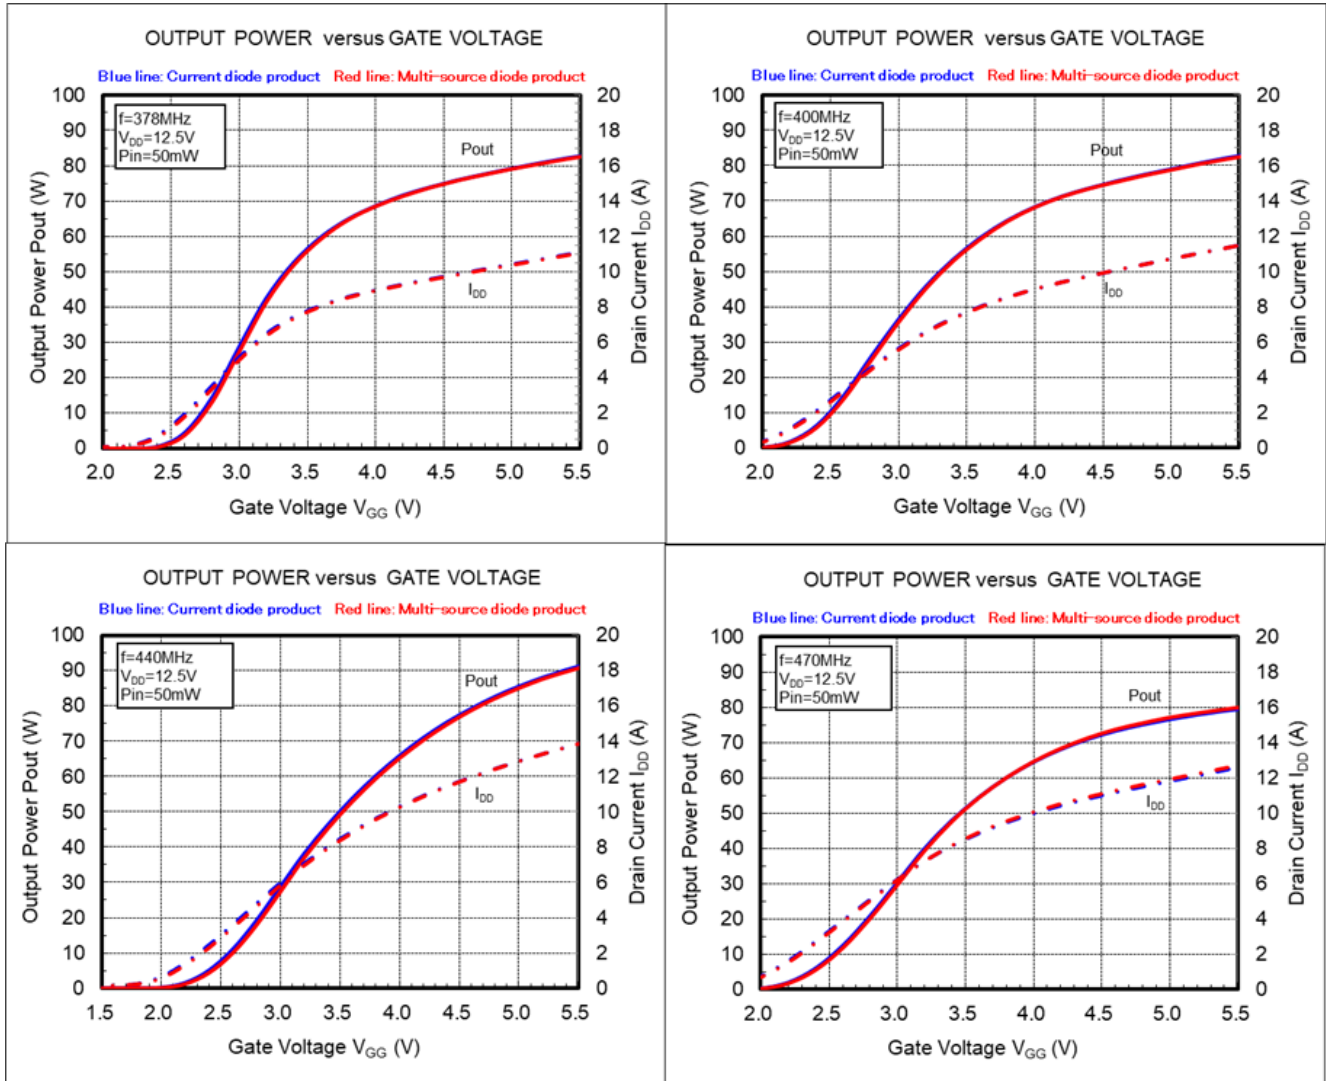 OUTPUT POWER versus GATE VOLTAGE
Blue line: Current diode product Red line: Multi-source diode product
f=378MHz
VDD=12.5V
Pin=50mW
Pout
IDD
Output Power Pout (W)
100
90
80
70
60
50
40
30
20
10
0
20
18
16
14
12
10
8
6
4
2
0
Drain Current IDD (A)
2.0 2.5 3.0 3.5 4.0 4.5 5.0 5.5
Gate Voltage VGG (V)
OUTPUT POWER versus GATE VOLTAGE
Blue line: Current diode product Red line: Multi-source diode product
f=400MHz
VDD=12.5V
Pin=50mW
Pout
IDD
Output Power Pout (W)
100
90
80
70
60
50
40
30
20
10
0
20
18
16
14
12
10
8
6
4
2
0
Drain Current IDD (A)
2.0 2.5 3.0 3.5 4.0 4.5 5.0 5.5
Gate Voltage VGG (V)
OUTPUT POWER versus GATE VOLTAGE
Blue line: Current diode product Red line: Multi-source diode product
f=440MHz
VDD=12.5V
Pin=50mW
Pout
IDD
Output Power Pout (W)
100
90
80
70
60
50
40
30
20
10
0
20
18
16
14
12
10
8
6
4
2
0
Drain Current IDD (A)
1.5 2.0 2.5 3.0 3.5 4.0 4.5 5.0 5.5
Gate Voltage VGG (V)
OUTPUT POWER versus GATE VOLTAGE
Blue line: Current diode product Red line: Multi-source diode product
f=470MHz
VDD=12.5V
Pin=50mW
Pout
IDD
Output Power Pout (W)
100
90
80
70
60
50
40
30
20
10
0
20
18
16
14
12
10
8
6
4
2
0
Drain Current IDD (A)
2.0 2.5 3.0 3.5 4.0 4.5 5.0 5.5
Gate Voltage VGG (V)